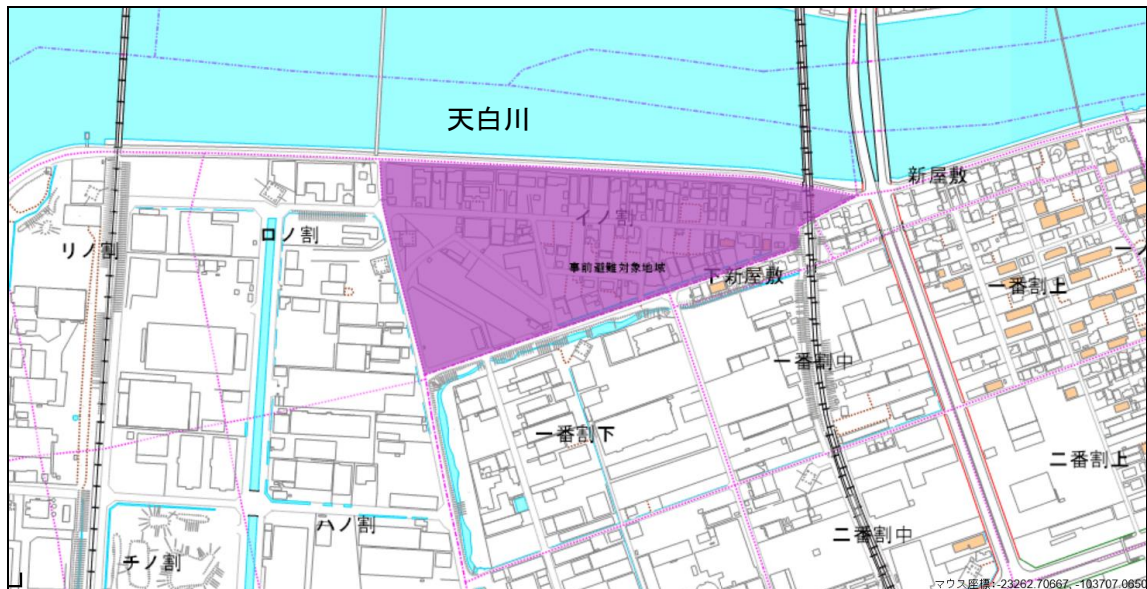 天白川
新屋敷
イノ割
ロノ割
リノ割
事前避難対象地域
下新屋敷
一番割上
一番割中
一番割下
二番割上
ハノ割
二番割中
チノ割
マウス座標:-23262.70667, -103707.0650